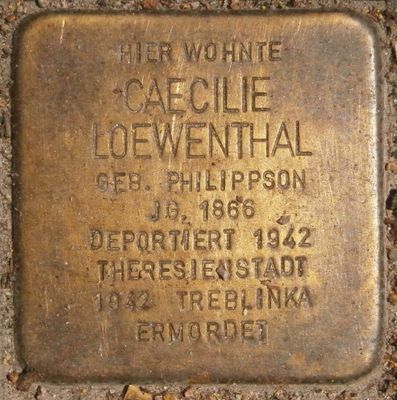 HIER WOHNTE
CAECILIE
LOEWENTHAL
GEB. PHILIPPSON
JG. 1866
DEPORTIERT 1942
THERESIENSTADT
1942 TREBLINKA
ERMORDET